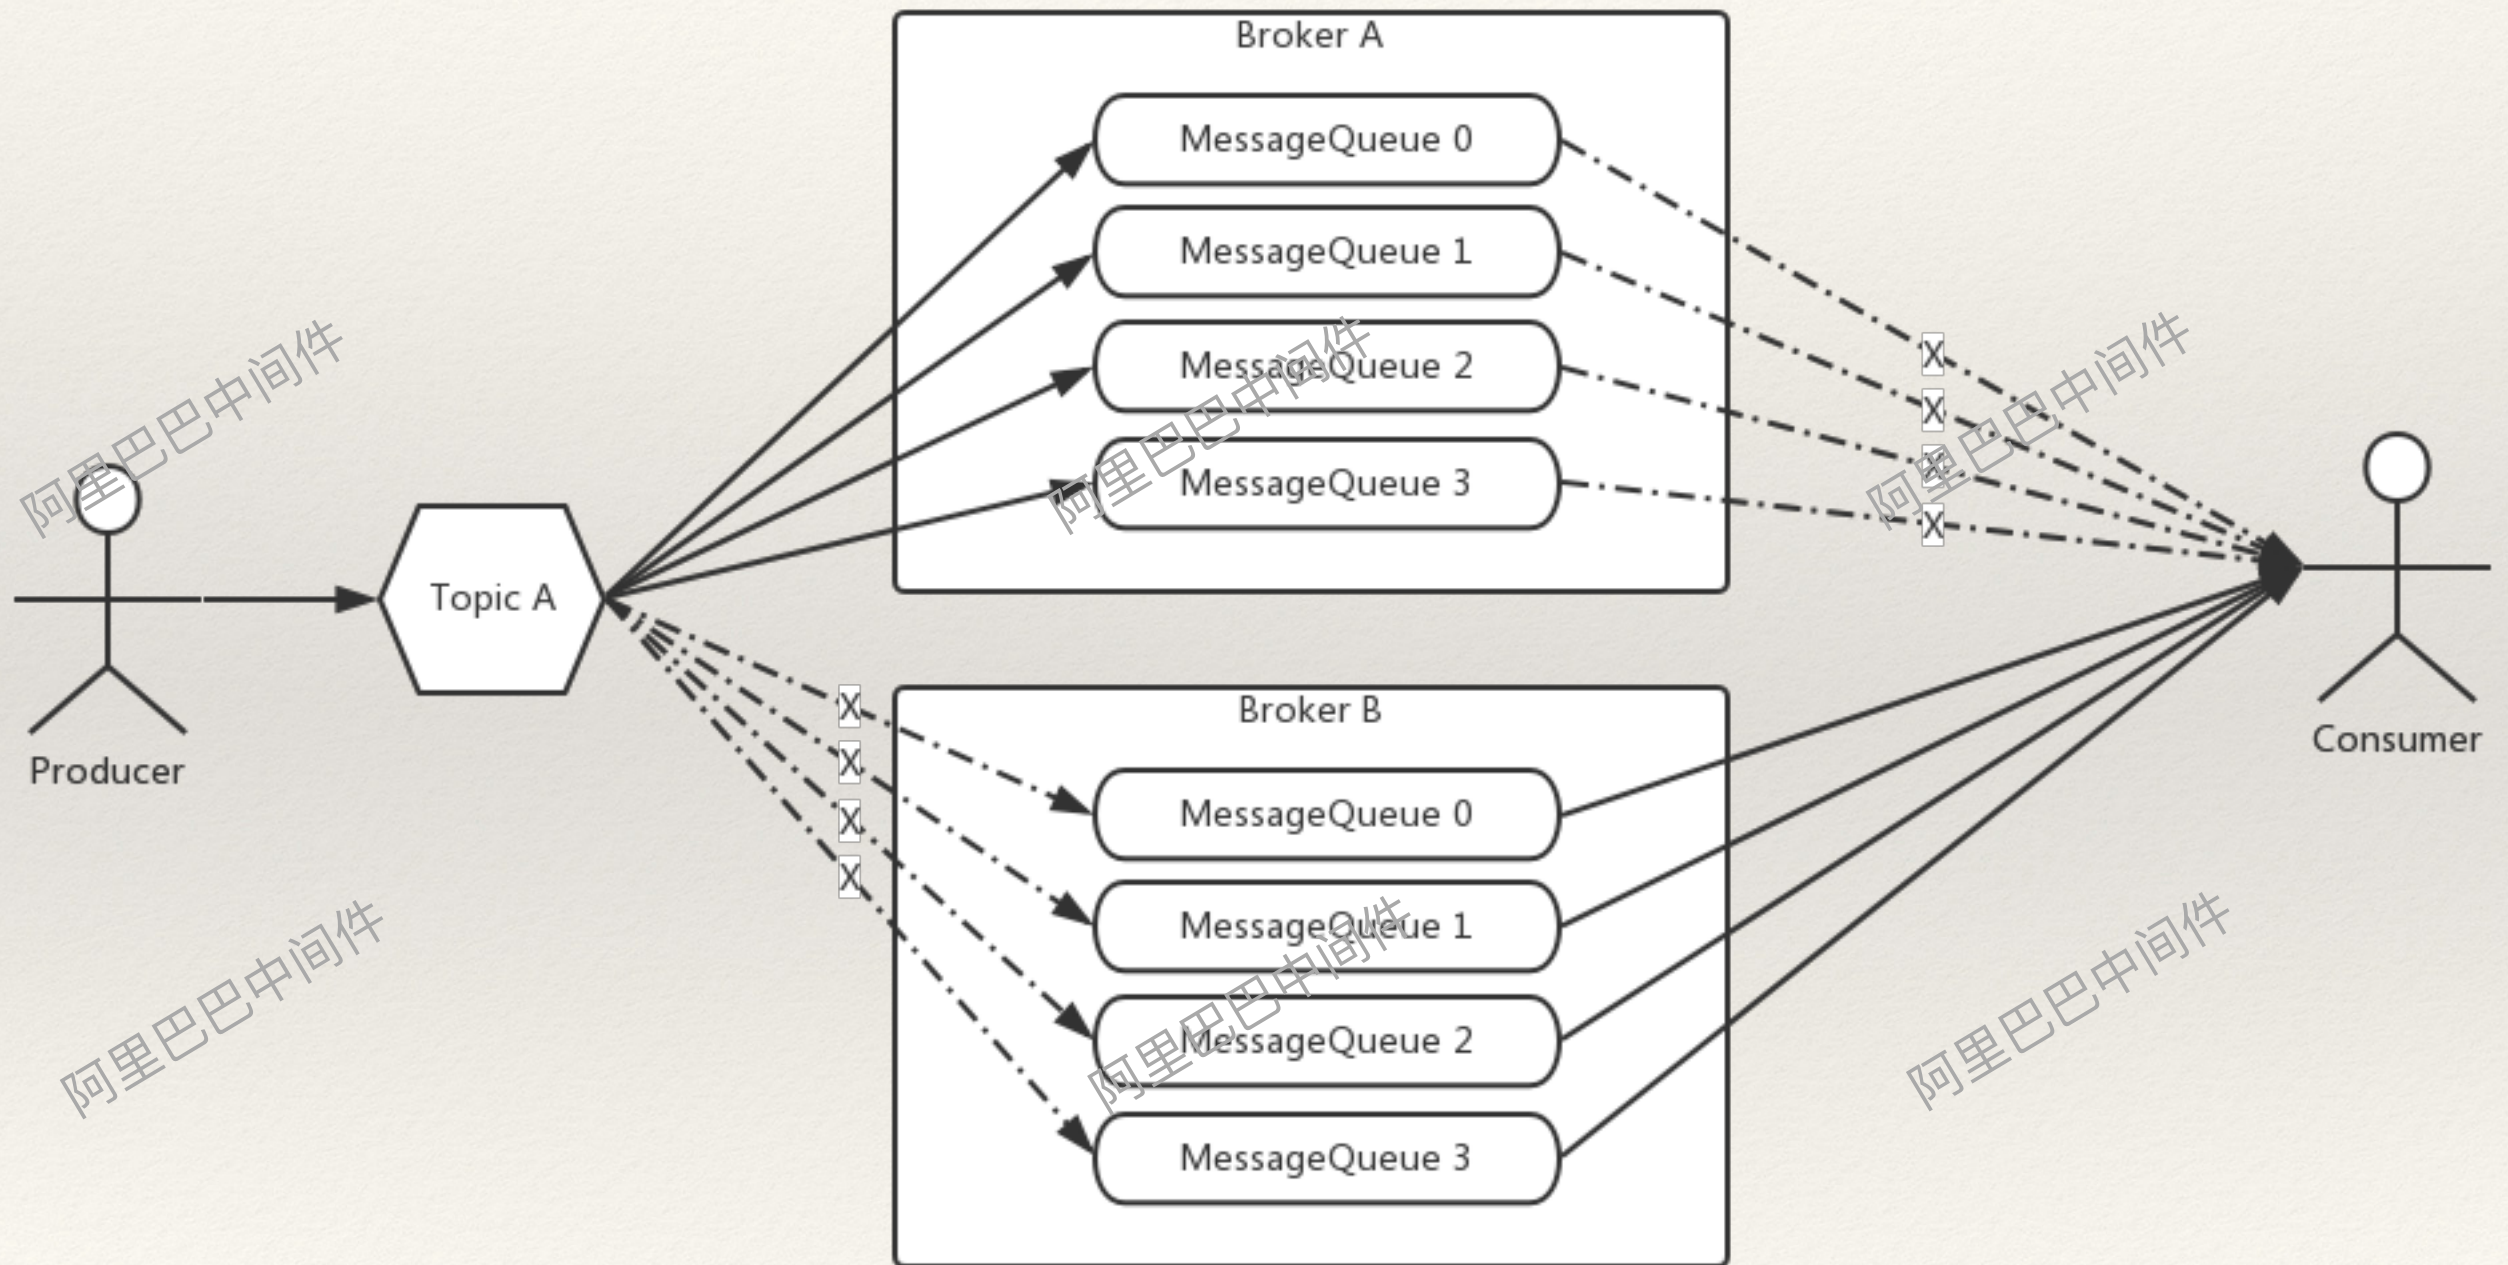 Broker A
MessageQueue 0
MessageQueue 1
MessageQueue 2
MessageQueue 3
X
X
X
X
Topic A
Producer
Consumer
X
X
X
X
Broker B
MessageQueue 0
MessageQueue 1
MessageQueue 2
MessageQueue 3
阿里巴巴中间件
阿里巴巴中间件
阿里巴巴中间件
阿里巴巴中间件
阿里巴巴中间件
阿里巴巴中间件